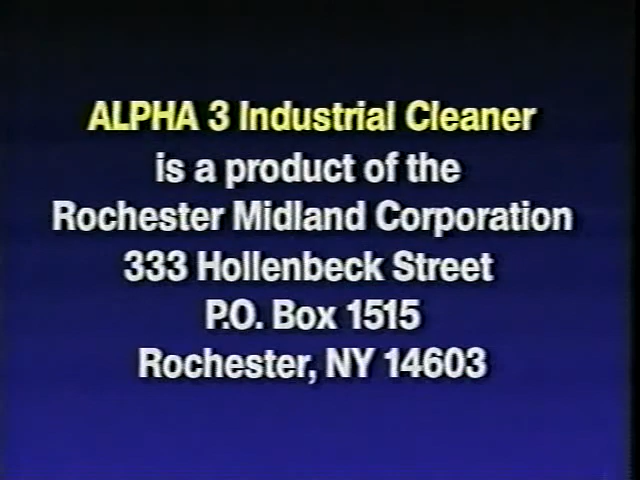 ALPHA 3 Industrial Cleaner
is a product of the
Rochester Midland Corporation
333 Hollenbeck Street
P.O. Box 1515
Rochester, NY 14603